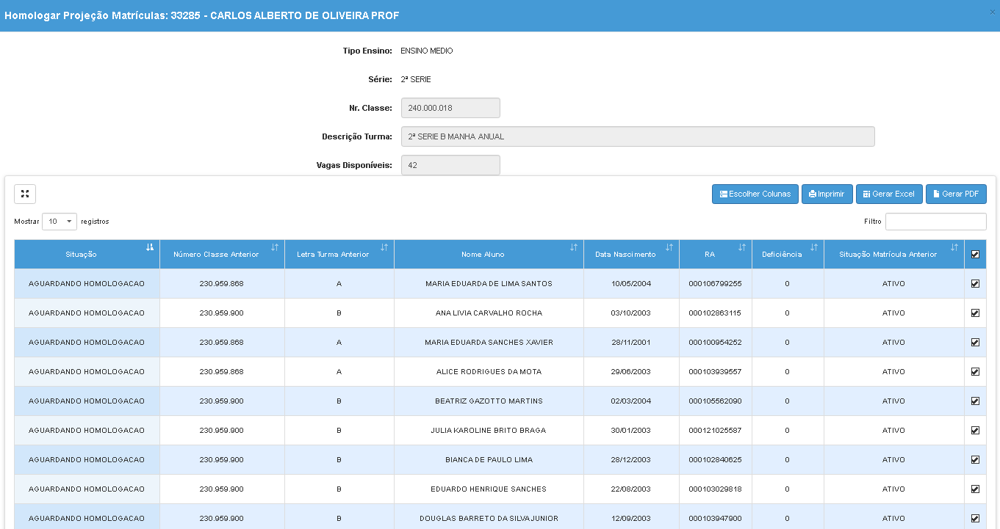 Homologar Projeção Matrículas: 33285 - CARLOS ALBERTO DE OLIVEIRA PROF ×
Tipo Ensino: ENSINO MEDIO
Série: 2ª SERIE
Nr. Classe: 240.000.018
Descrição Turma: 2ª SERIE B MANHA ANUAL
Vagas Disponíveis: 42
Escolher Colunas Imprimir Gerar Excel Gerar PDF
Mostrar 10 registros Filtro
Situação Número Classe Anterior Letra Turma Anterior Nome Aluno Data Nascimento RA Deficiência Situação Matrícula Anterior
AGUARDANDO HOMOLOGACAO 230.959.868 A MARIA EDUARDA DE LIMA SANTOS 10/05/2004 000106799255 0 ATIVO
AGUARDANDO HOMOLOGACAO 230.959.900 B ANA LIVIA CARVALHO ROCHA 03/10/2003 000102863115 0 ATIVO
AGUARDANDO HOMOLOGACAO 230.959.868 A MARIA EDUARDA SANCHES XAVIER 28/11/2001 000100954252 0 ATIVO
AGUARDANDO HOMOLOGACAO 230.959.868 A ALICE RODRIGUES DA MOTA 29/06/2003 000103939557 0 ATIVO
AGUARDANDO HOMOLOGACAO 230.959.900 B BEATRIZ GAZOTTO MARTINS 02/03/2004 000105562090 0 ATIVO
AGUARDANDO HOMOLOGACAO 230.959.900 B JULIA KAROLINE BRITO BRAGA 30/01/2003 000121025587 0 ATIVO
AGUARDANDO HOMOLOGACAO 230.959.900 B BIANCA DE PAULO LIMA 28/12/2003 000102840625 0 ATIVO
AGUARDANDO HOMOLOGACAO 230.959.900 B EDUARDO HENRIQUE SANCHES 22/08/2003 000103029818 0 ATIVO
AGUARDANDO HOMOLOGACAO 230.959.900 B DOUGLAS BARRETO DA SILVA JUNIOR 12/09/2003 000103947900 0 ATIVO